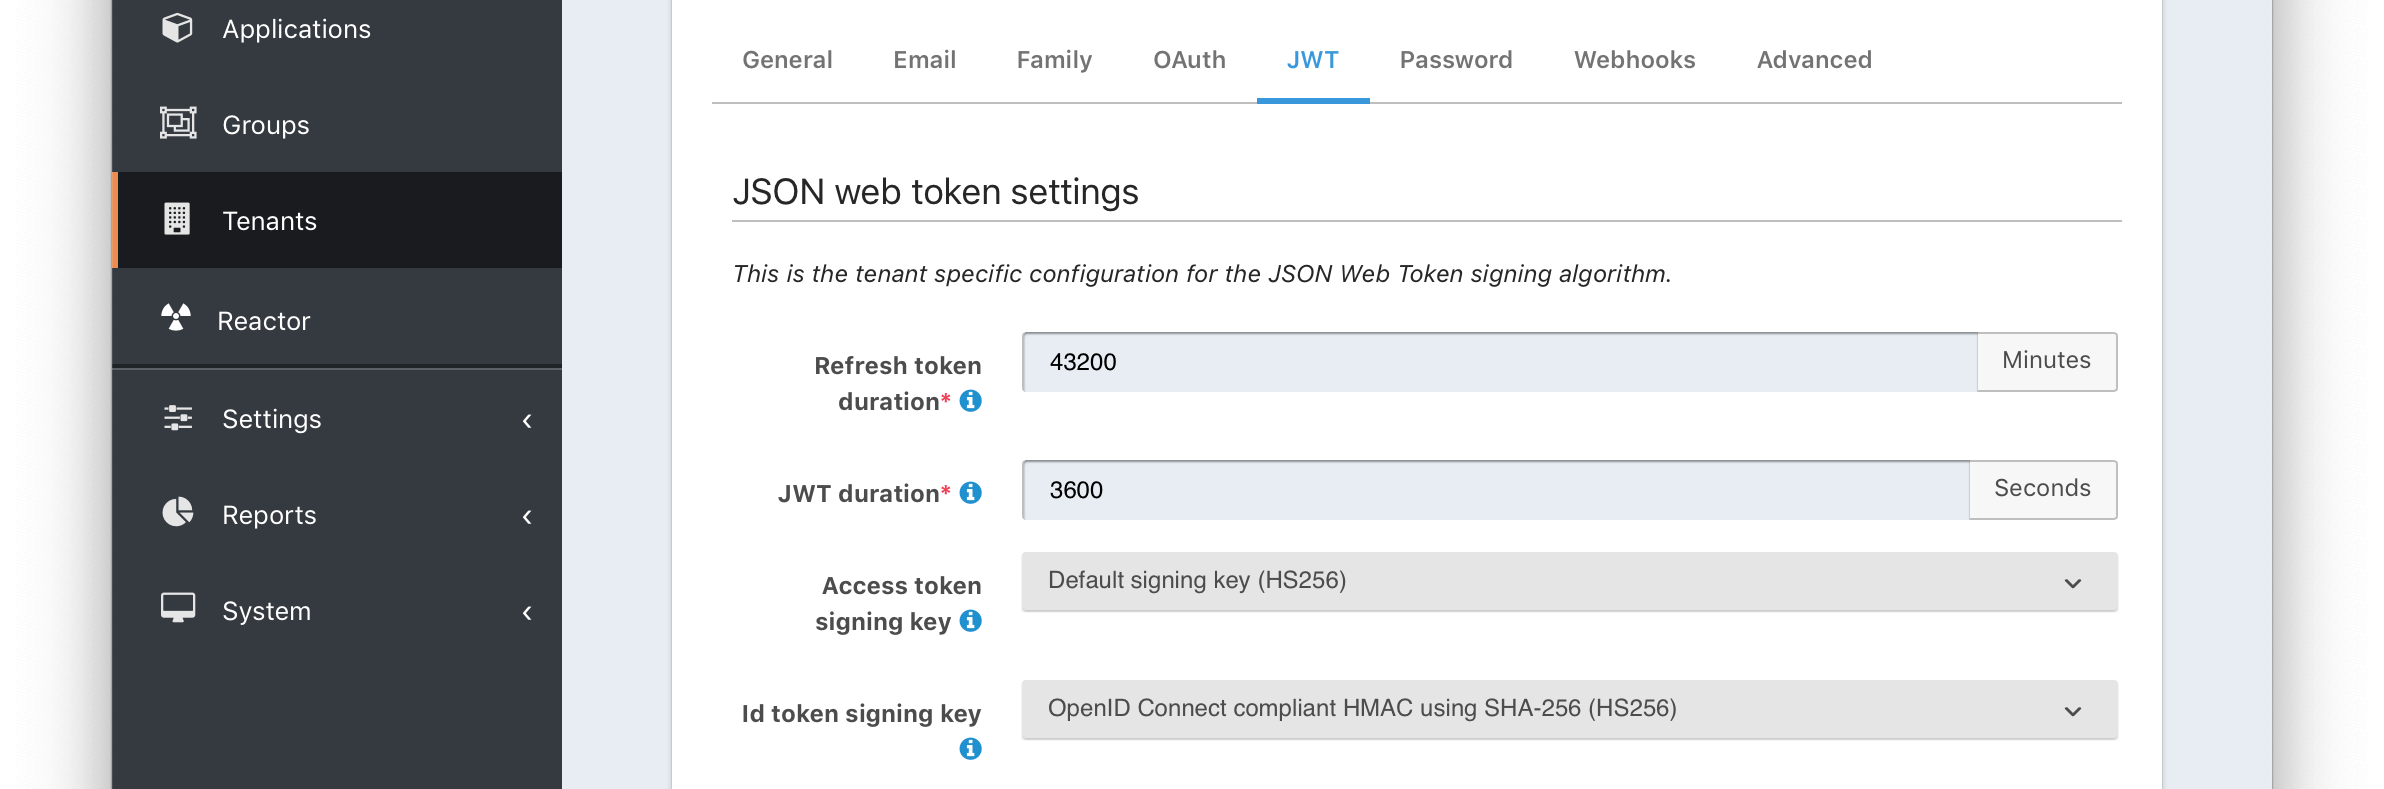 Applications
Groups
Tenants
Reactor
Settings
Reports
System
General Email Family OAuth JWT Password Webhooks Advanced
JSON web token settings
This is the tenant specific configuration for the JSON Web Token signing algorithm.
Refresh token
duration*
43200
Minutes
JWT duration*
3600
Seconds
Access token
signing key
Default signing key (HS256)
Id token signing key
OpenID Connect compliant HMAC using SHA-256 (HS256)